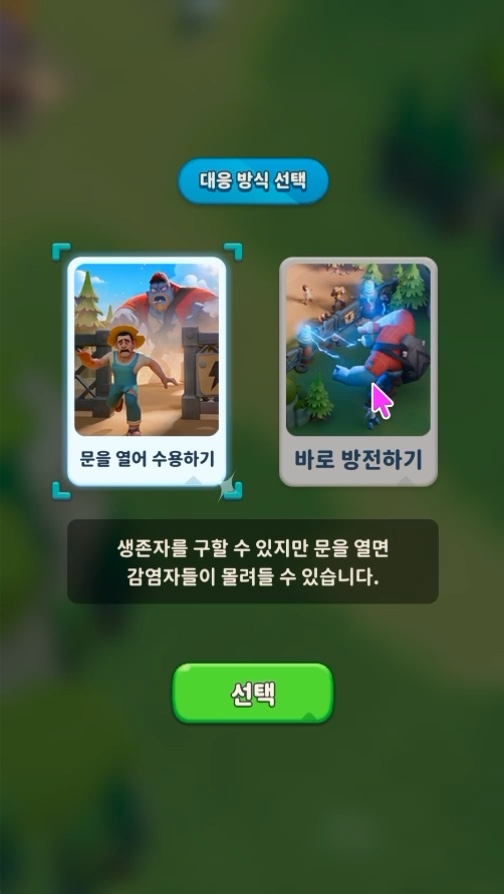 대응 방식 선택
문을 열어 수용하기
바로 방전하기
생존자를 구할 수 있지만 문을 열면
감염자들이 몰려들 수 있습니다.
선택